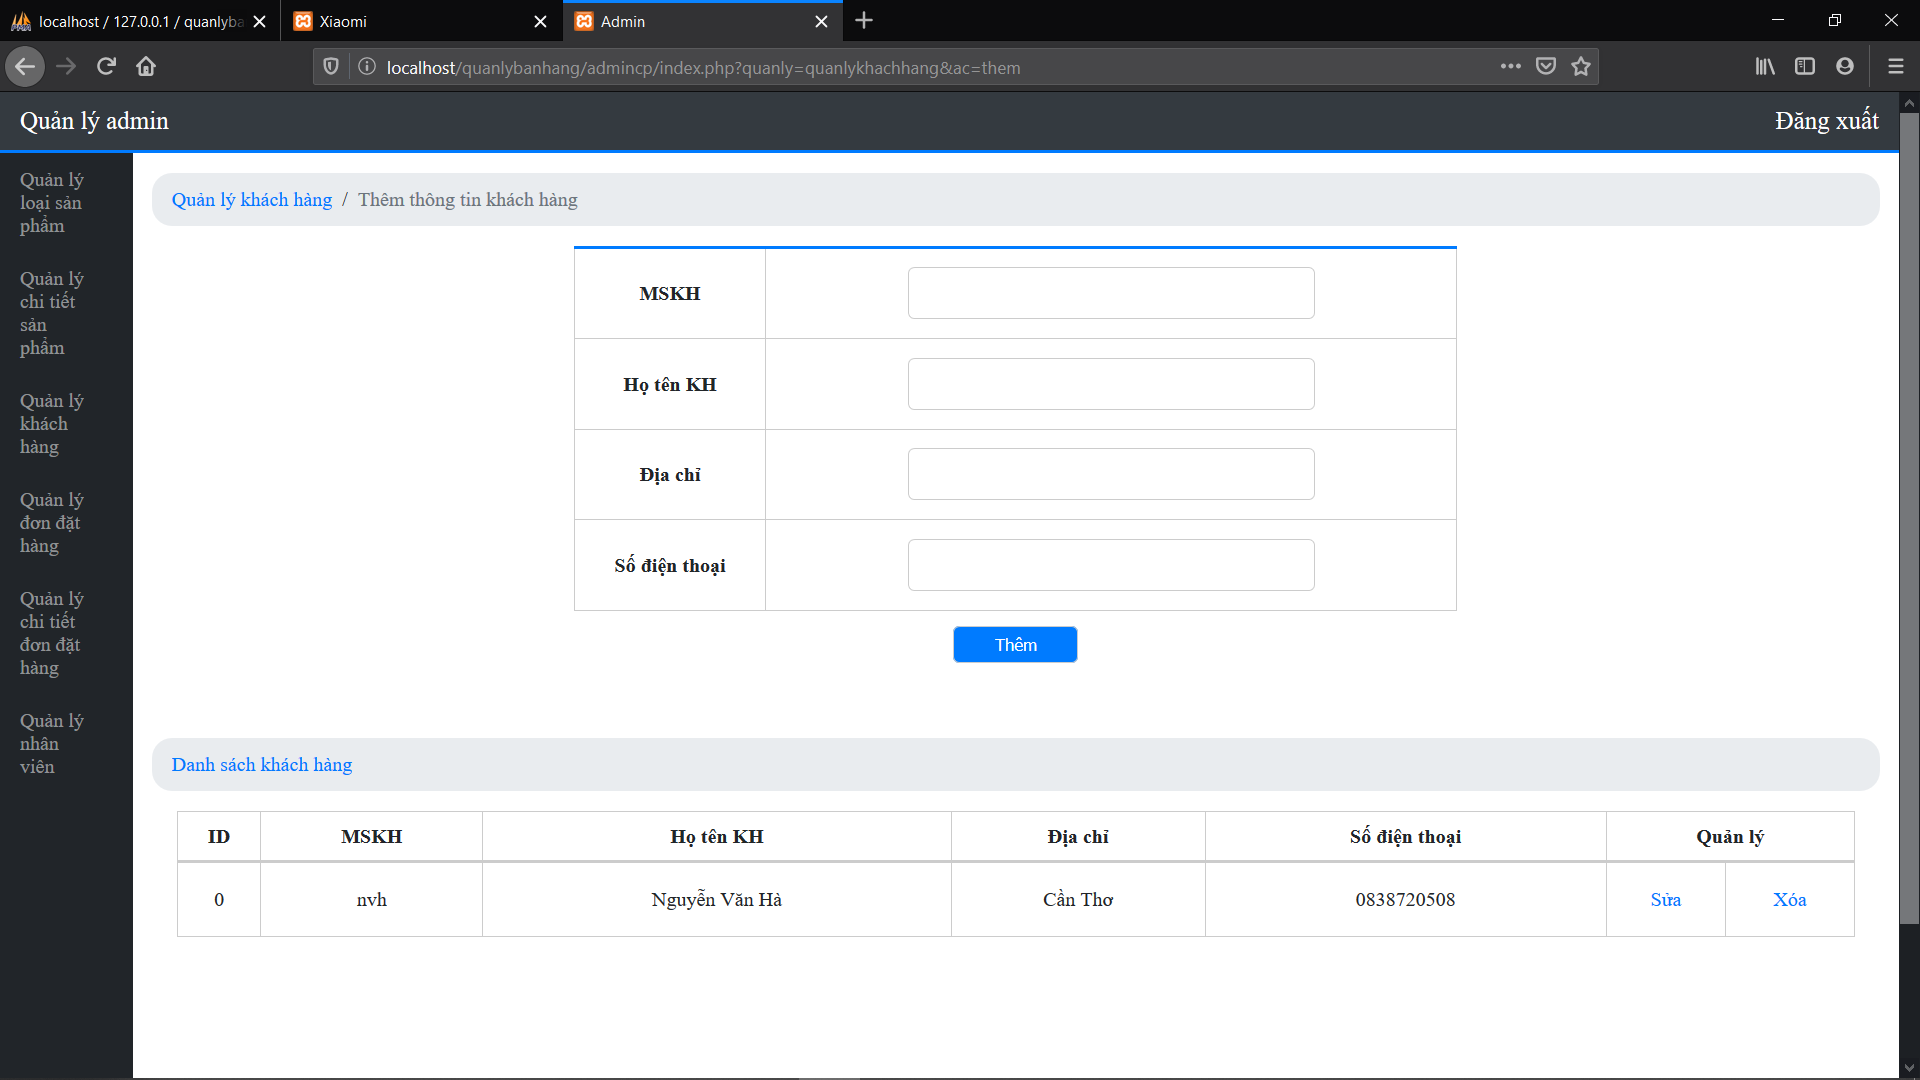 localhost / 127.0.0.1 / quanlyba
Xiaomi
Admin
localhost/quanlybanhang/admincp/index.php?quanly=quanlykhachhang&ac=them
Quản lý admin
Đăng xuất
Quản lý
loại sản
phẩm
Quản lý
chi tiết
sản
phẩm
Quản lý
khách
hàng
Quản lý
đơn đặt
hàng
Quản lý
chi tiết
đơn đặt
hàng
Quản lý
nhân
viên
Quản lý khách hàng / Thêm thông tin khách hàng
MSKH
Họ tên KH
Địa chỉ
Số điện thoại
Thêm
Danh sách khách hàng
ID MSKH Họ tên KH Địa chỉ Số điện thoại Quản lý
0 nvh Nguyễn Văn Hà Cần Thơ 0838720508 Sửa Xóa